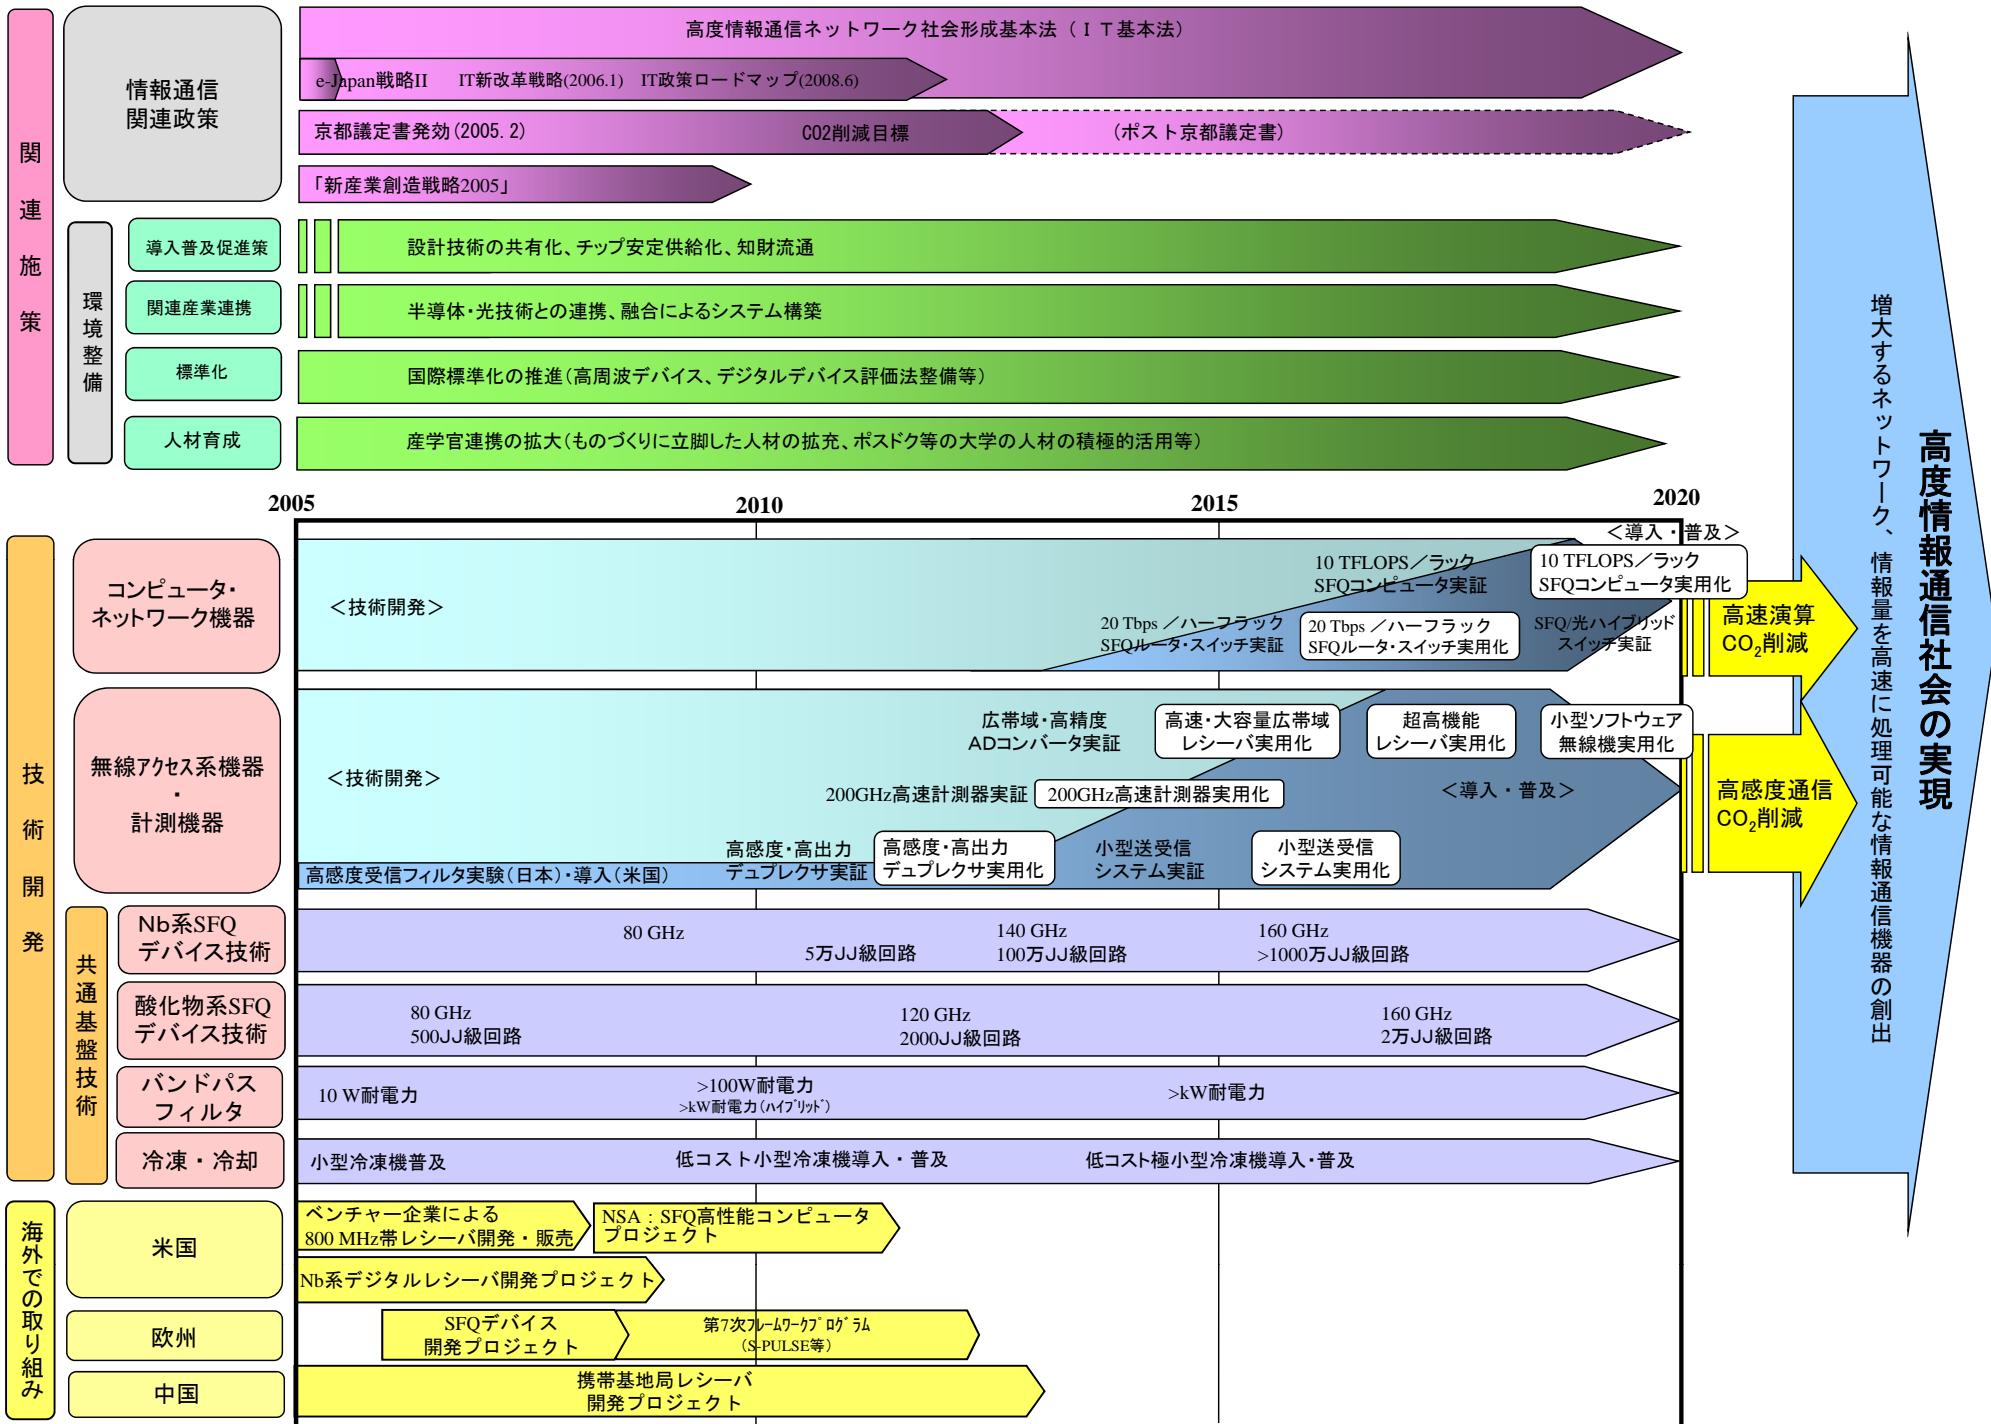 関連施策
情報通信
関連政策
高度情報通信ネットワーク社会形成基本法（ＩＴ基本法）
e-Japan戦略II　IT新改革戦略(2006.1)　IT政策ロードマップ(2008.6)
京都議定書発効(2005.2)　CO2削減目標　（ポスト京都議定書）
「新産業創造戦略2005」
環境整備
導入普及促進策
設計技術の共有化、チップ安定供給化、知財流通
関連産業連携
半導体・光技術との連携、融合によるシステム構築
標準化
国際標準化の推進（高周波デバイス、デジタルデバイス評価法整備等）
人材育成
産学官連携の拡大（ものづくりに立脚した人材の拡充、ポスドク等の大学の人材の積極的活用等）
2005　2010　2015　2020
技術開発
コンピュータ・
ネットワーク機器
＜技術開発＞
＜導入・普及＞
10 TFLOPS／ラック
SFQコンピュータ実証
10 TFLOPS／ラック
SFQコンピュータ実用化
20 Tbps ／ハーフラック
SFQルータ・スイッチ実証
20 Tbps ／ハーフラック
SFQルータ・スイッチ実用化
SFQ/光ハイブリッド
スイッチ実証
高速演算
CO2削減
無線アクセス系機器
・
計測機器
＜技術開発＞
広帯域・高精度
ADコンバータ実証
高速・大容量広帯域
レシーバ実用化
超高機能
レシーバ実用化
小型ソフトウェア
無線機実用化
200GHz高速計測器実証
200GHz高速計測器実用化
＜導入・普及＞
高感度受信フィルタ実験（日本）・導入（米国）
高感度・高出力
デュプレクサ実証
高感度・高出力
デュプレクサ実用化
小型送受信
システム実証
小型送受信
システム実用化
高感度通信
CO2削減
共通基盤技術
Nb系SFQ
デバイス技術
80 GHz
5万JJ級回路
140 GHz
100万JJ級回路
160 GHz
>1000万JJ級回路
酸化物系SFQ
デバイス技術
80 GHz
500JJ級回路
120 GHz
2000JJ級回路
160 GHz
2万JJ級回路
バンドパス
フィルタ
10 W耐電力
>100W耐電力
>kW耐電力(ﾊｲﾌﾞﾘｯﾄﾞ)
>kW耐電力
冷凍・冷却
小型冷凍機普及
低コスト小型冷凍機導入・普及
低コスト極小型冷凍機導入・普及
海外での取り組み
米国
ベンチャー企業による
800 MHz帯レシーバ開発・販売
NSA：SFQ高性能コンピュータ
プロジェクト
Nb系デジタルレシーバ開発プロジェクト
欧州
SFQデバイス
開発プロジェクト
第7次ﾌﾚｰﾑﾜｰｸﾌﾟﾛｸﾞﾗﾑ
（S-PULSE等）
中国
携帯基地局レシーバ
開発プロジェクト
高度情報通信社会の実現
増大するネットワーク、情報量を高速に処理可能な情報通信機器の創出